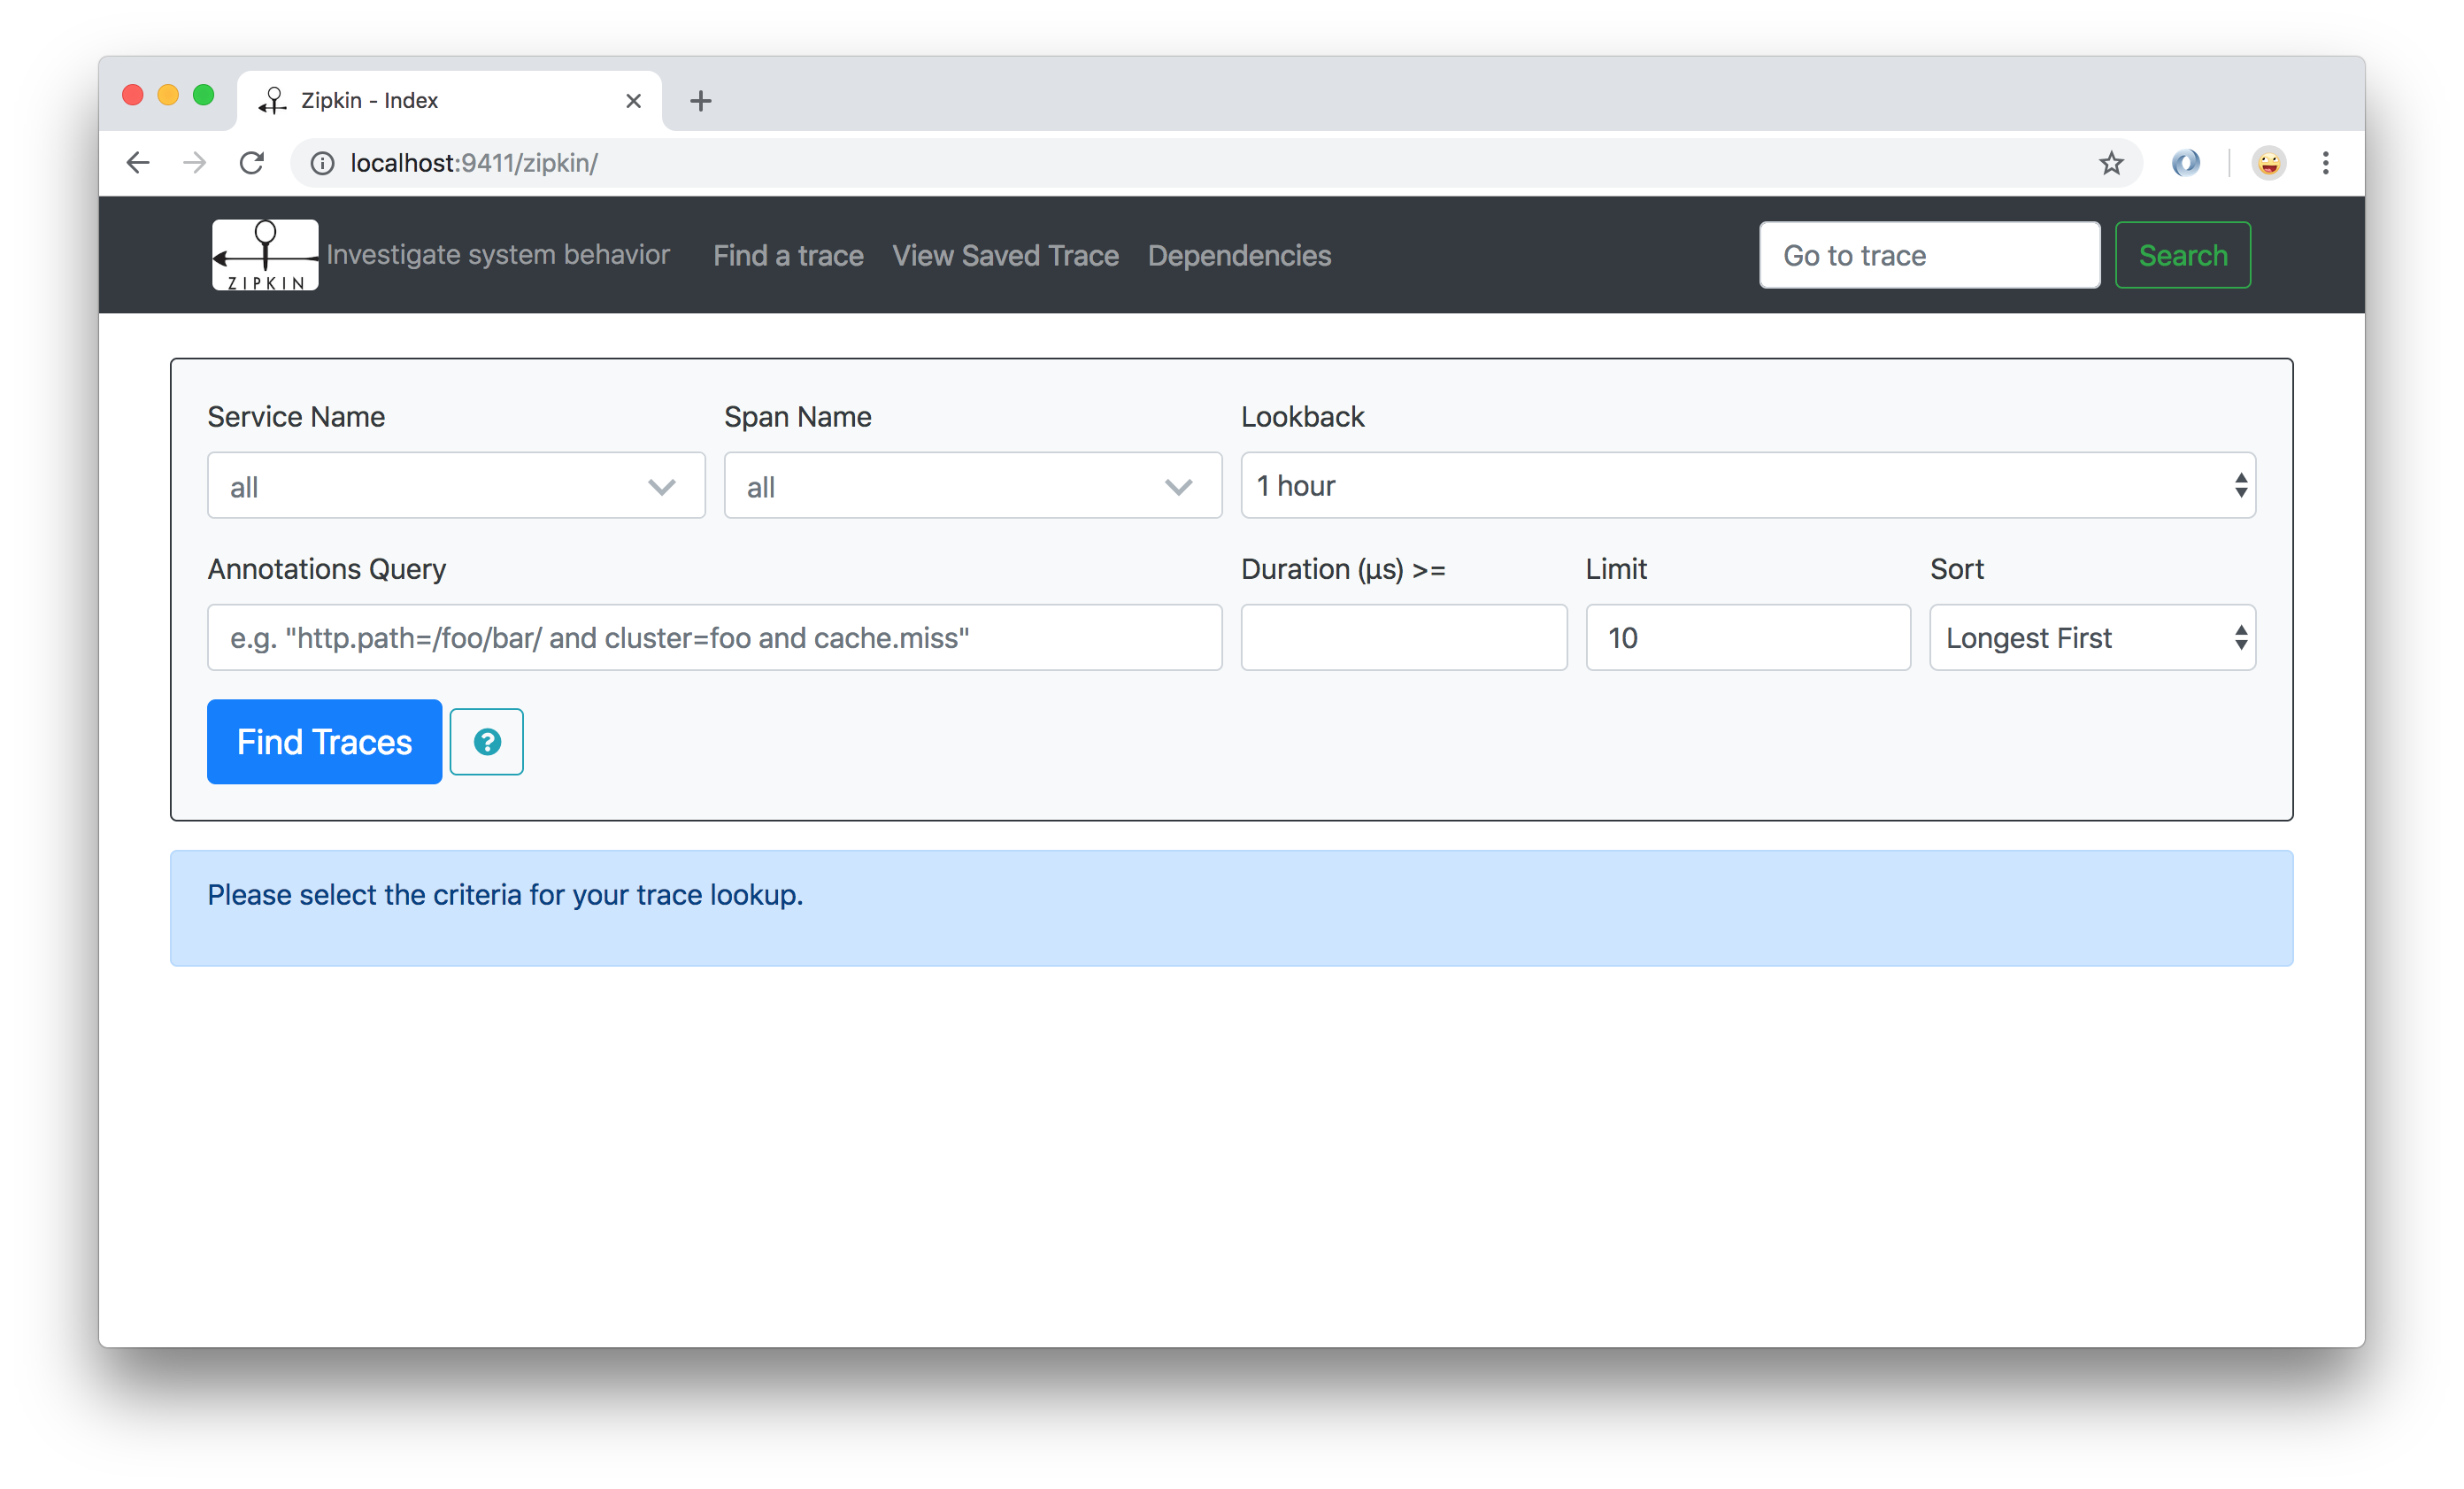 Zipkin - Index
localhost:9411/zipkin/
ZIPKIN Investigate system behavior Find a trace View Saved Trace Dependencies Go to trace Search
Service Name Span Name Lookback
all all 1 hour
Annotations Query Duration (μs) >= Limit Sort
e.g. "http.path=/foo/bar/ and cluster=foo and cache.miss" 10 Longest First
Find Traces ?
Please select the criteria for your trace lookup.